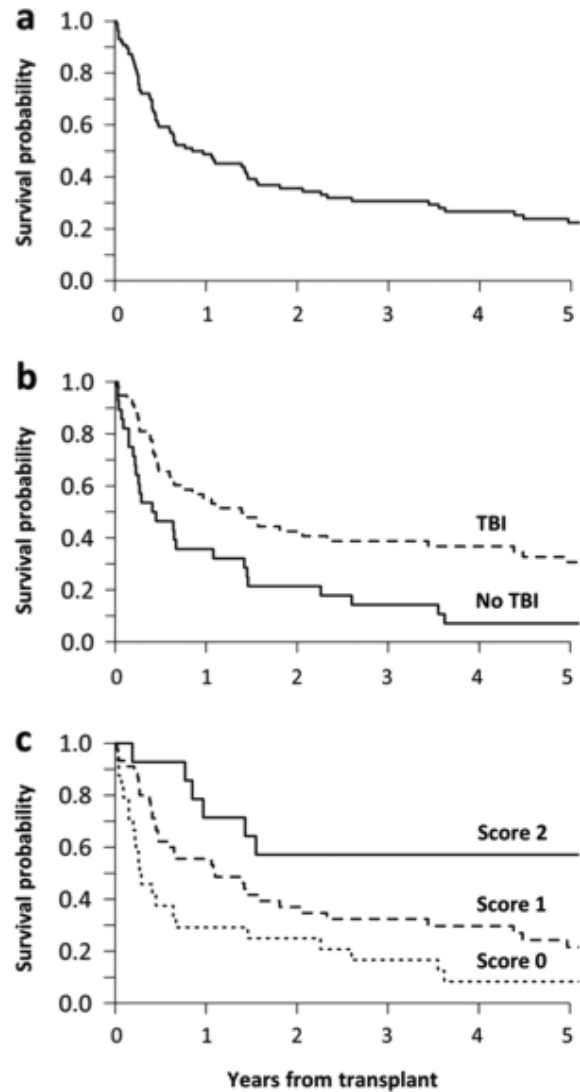 a
Survival probability
1.0
0.8
0.6
0.4
0.2
0.0
0 1 2 3 4 5
b
Survival probability
1.0
0.8
0.6
0.4
0.2
0.0
TBI
No TBI
0 1 2 3 4 5
c
Survival probability
1.0
0.8
0.6
0.4
0.2
0.0
Score 2
Score 1
Score 0
0 1 2 3 4 5
Years from transplant